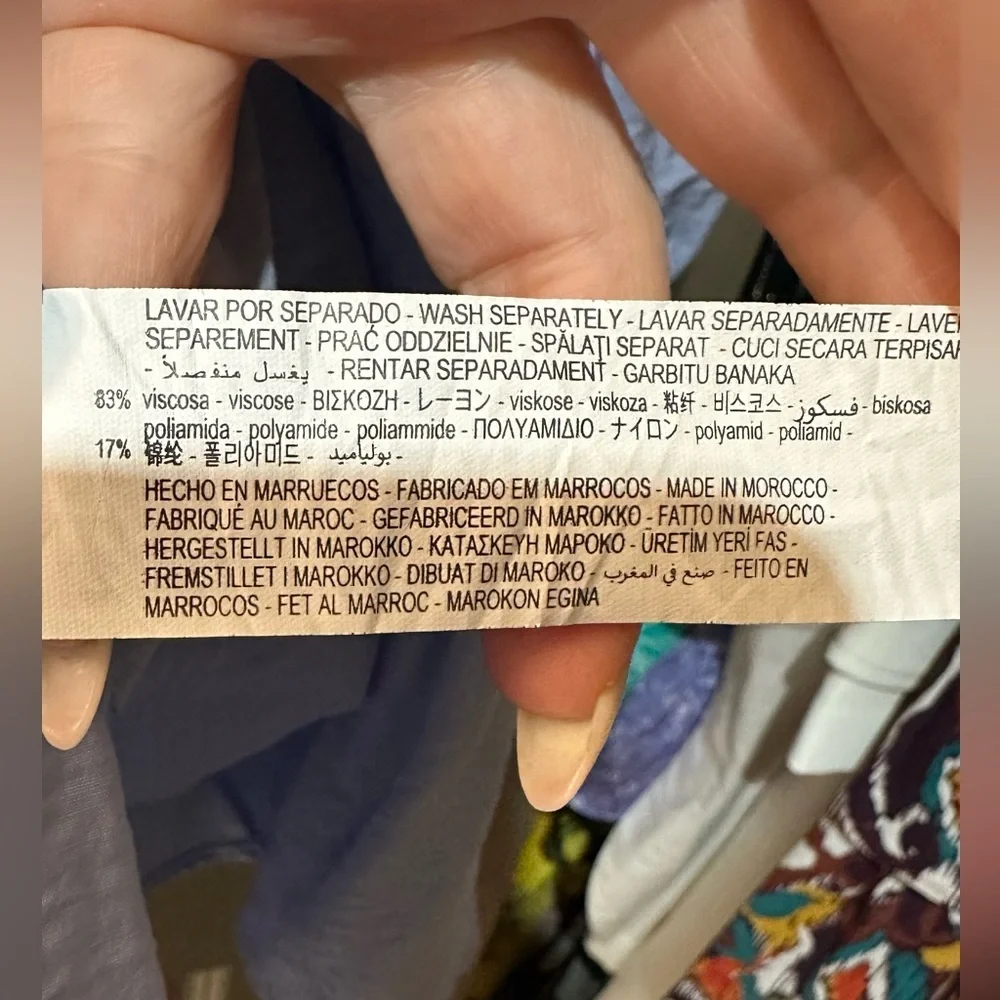 LAVAR POR SEPARADO - WASH SEPARATELY - LAVAR SEPARADAMENTE - LAVE
SEPAREMENT - PRAĆ ODDZIELNIE - SPĂLAŢI SEPARAT - CUCI SECARA TERPISAH
- يغسل منفصلاً - RENTAR SEPARADAMENT - GARBITU BANAKA
83% viscosa - viscose - ΒΙΣΚΟΖΗ - レーヨン - viskose - viskoza - 粘纤 - 비스코스 - فسكوز - biskosa
poliamida - polyamide - poliammide - ΠΟΛΥΑΜΙΔΙΟ - ナイロン - polyamid - poliamid -
17% 锦纶 - 폴리아미드 - بولياميد -
HECHO EN MARRUECOS - FABRICADO EM MARROCOS - MADE IN MOROCCO -
FABRIQUÉ AU MAROC - GEFABRICEERD IN MAROKKO - FATTO IN MAROCCO -
HERGESTELLT IN MAROKKO - ΚΑΤΑΣΚΕΥΗ ΜΑΡΟΚΟ - ÜRETİM YERİ FAS -
FREMSTILLET I MAROKKO - DIBUAT DI MAROKO - صنع في المغرب - FEITO EN
MARROCOS - FET AL MARROC - MAROKON EGINA